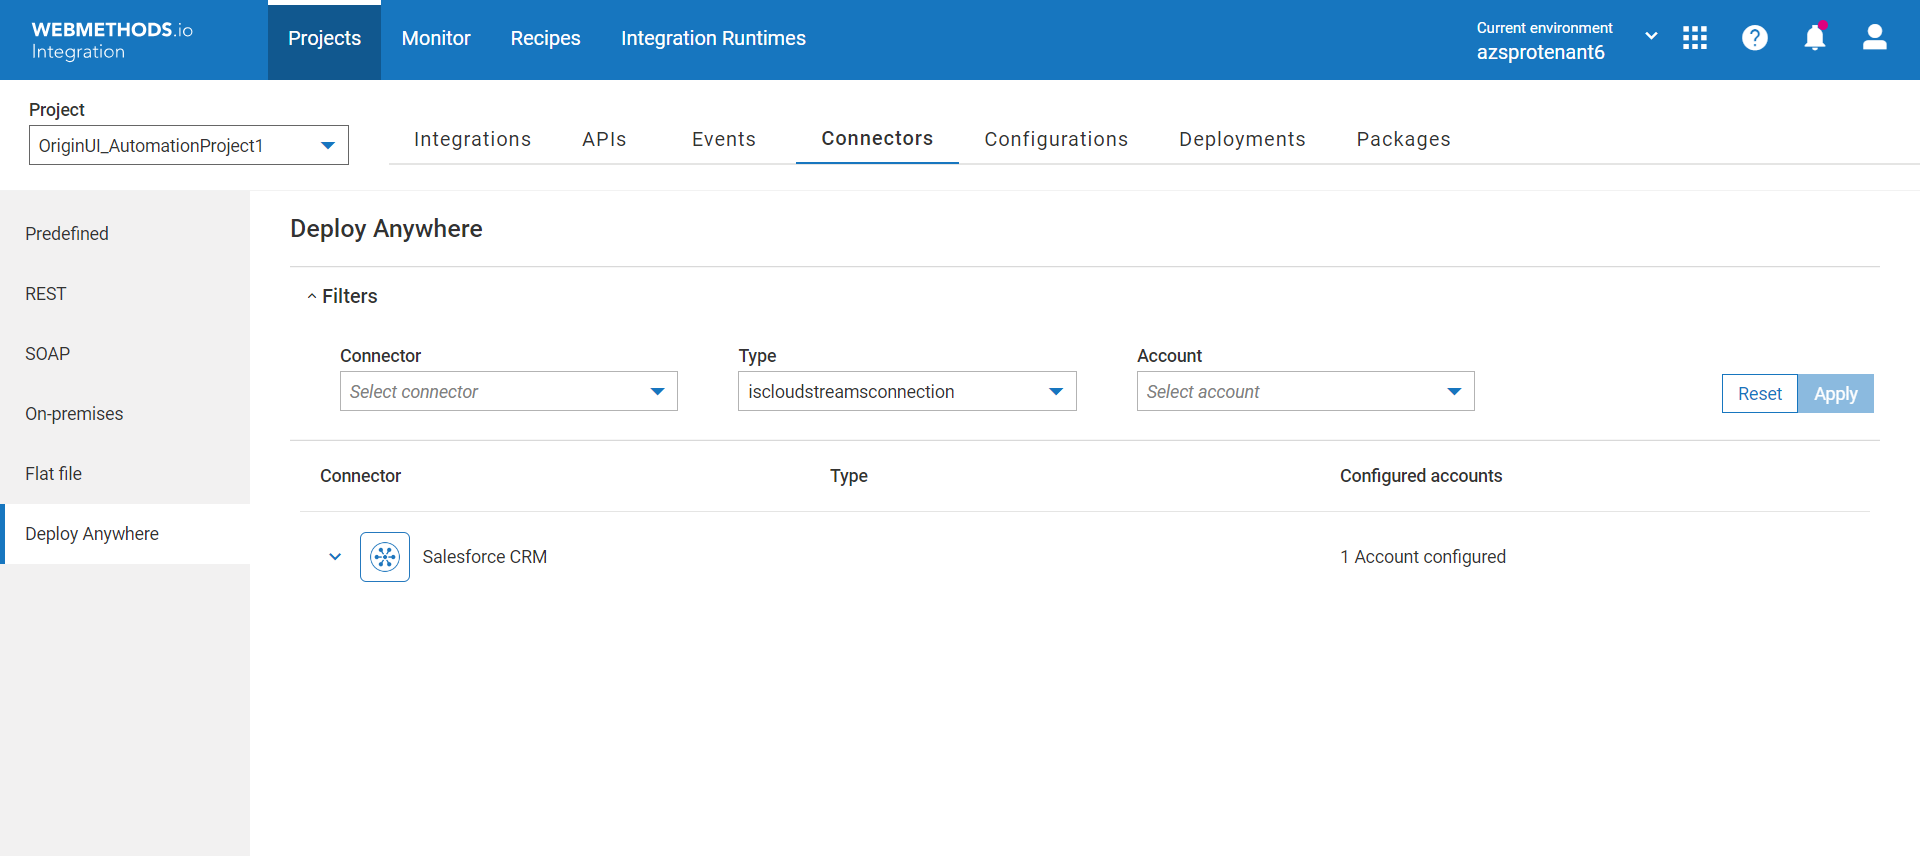 WEBMETHODS.io
Integration
Projects
Monitor
Recipes
Integration Runtimes
Current environment
azsprotenant6
Project
OriginUI_AutomationProject1
Integrations
APIs
Events
Connectors
Configurations
Deployments
Packages
Predefined
REST
SOAP
On-premises
Flat file
Deploy Anywhere
Deploy Anywhere
Filters
Connector
Type
Account
Select connector
iscloudstreamsconnection
Select account
Reset
Apply
Connector
Type
Configured accounts
Salesforce CRM
1 Account configured